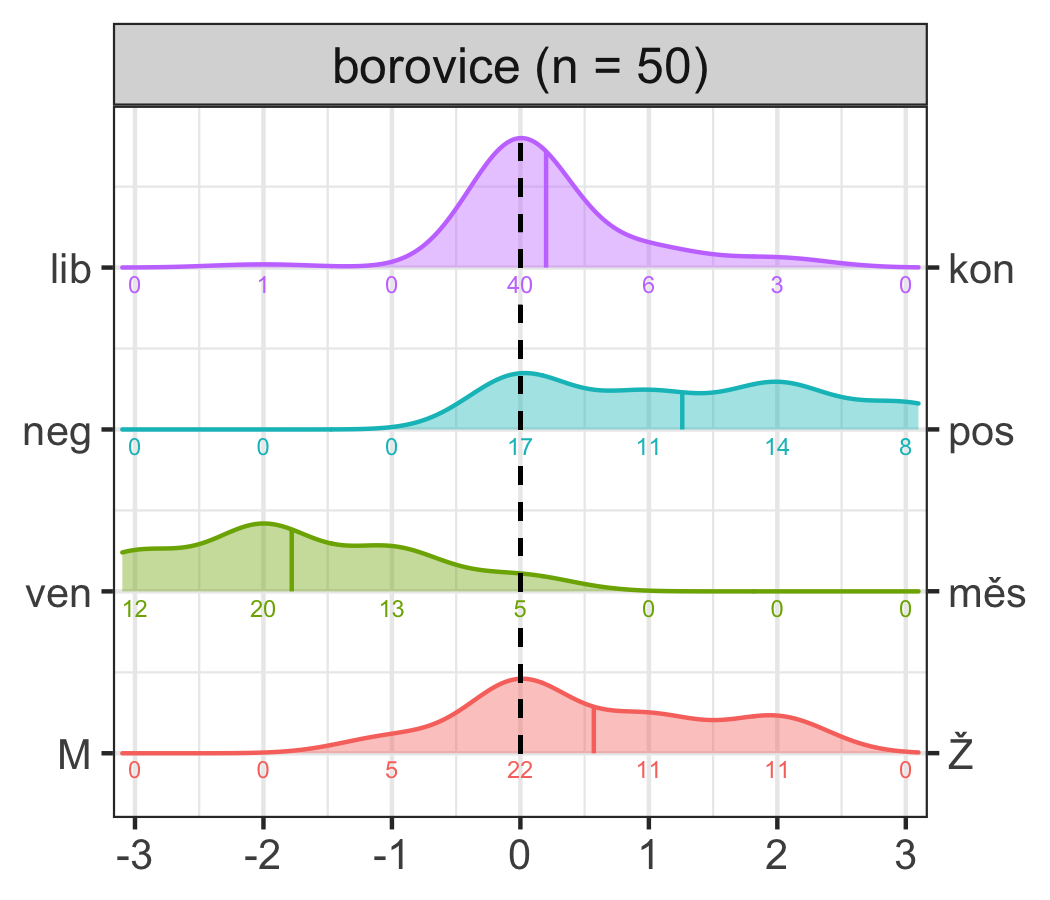 borovice (n = 50)
lib kon
0 1 0 40 6 3 0
neg pos
0 0 0 17 11 14 8
ven měs
12 20 13 5 0 0 0
M Ž
0 0 5 22 11 11 0
-3 -2 -1 0 1 2 3